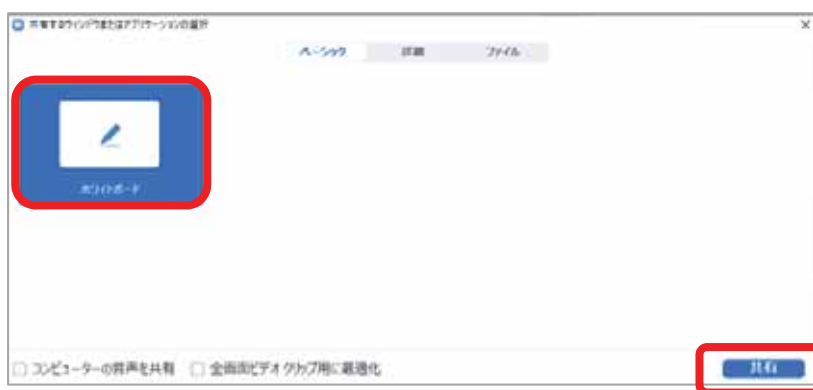 共有するウィンドウまたはアプリケーションの選択
ベーシック 詳細 ファイル
ホワイトボード
コンピューターの音声を共有 全画面ビデオクリップ用に最適化
共有